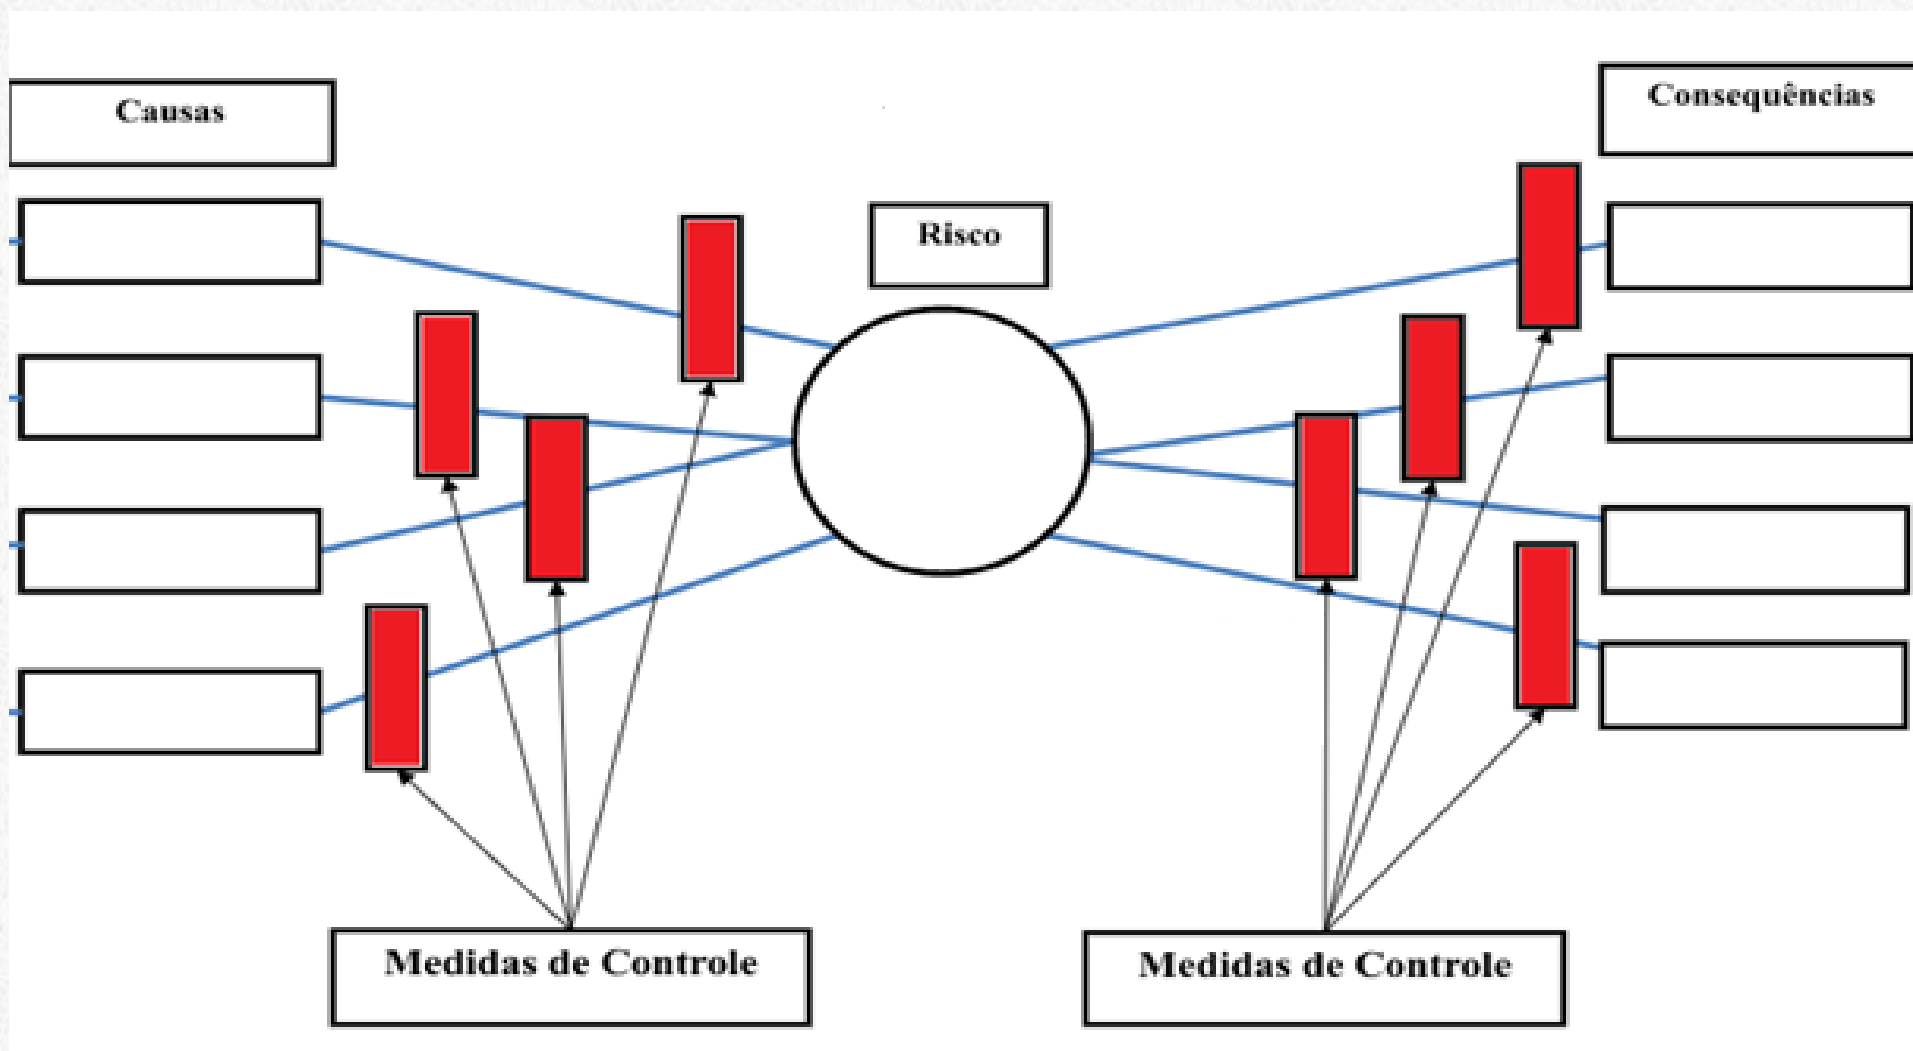 Causas
Consequências
Risco
Medidas de Controle
Medidas de Controle